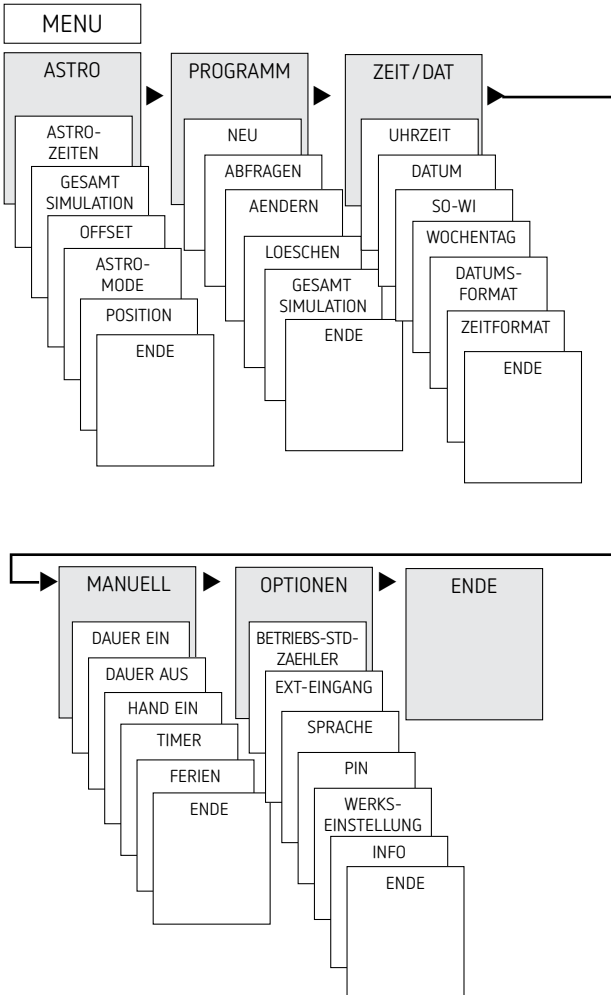 MENU
ASTRO
ASTRO-
ZEITEN
GESAMT
SIMULATION
OFFSET
ASTRO-
MODE
POSITION
ENDE
PROGRAMM
NEU
ABFRAGEN
AENDERN
LOESCHEN
GESAMT
SIMULATION
ENDE
ZEIT/DAT
UHRZEIT
DATUM
SO-WI
WOCHENTAG
DATUMS-
FORMAT
ZEITFORMAT
ENDE
MANUELL
DAUER EIN
DAUER AUS
HAND EIN
TIMER
FERIEN
ENDE
OPTIONEN
BETRIEBS-STD-
ZAEHLER
EXT-EINGANG
SPRACHE
PIN
WERKS-
EINSTELLUNG
INFO
ENDE
ENDE